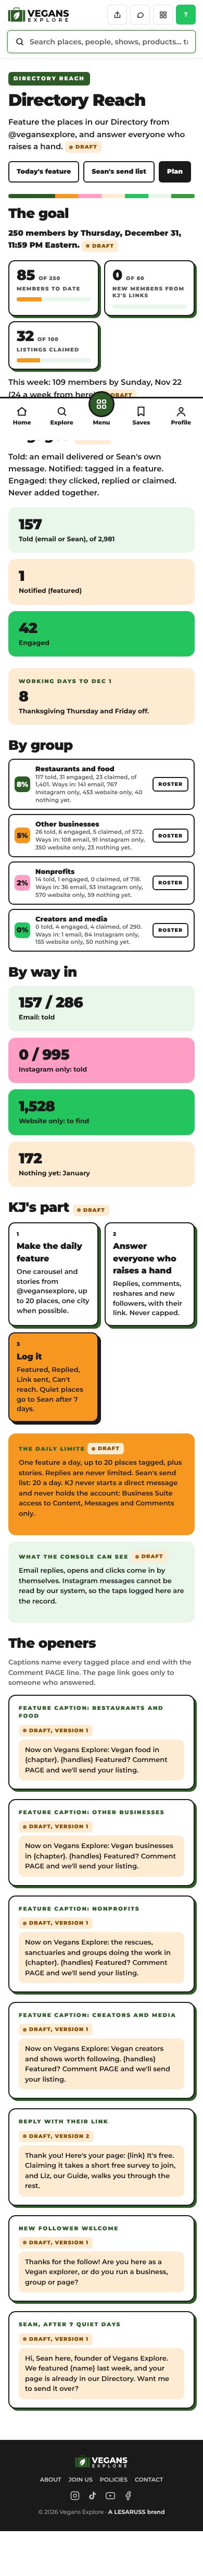 VEGANS
EXPLORE
?
Search places, people, shows, products...
DIRECTORY REACH
Directory Reach
Feature the places in our Directory from
@vegansexplore, and answer everyone who
raises a hand. DRAFT
Today's feature
Sean's send list
Plan
The goal
250 members by Thursday, December 31,
11:59 PM Eastern. DRAFT
85 OF 250
MEMBERS TO DATE
0 OF 60
NEW MEMBERS FROM
KJ'S LINKS
32 OF 100
LISTINGS CLAIMED
This week: 109 members by Sunday, Nov 22
(24 a week from here). DRAFT
Home
Explore
Menu
Saves
Profile
Told: an email delivered or Sean's own
message. Notified: tagged in a feature.
Engaged: they clicked, replied or claimed.
Never added together.
157
Told (email or Sean), of 2,981
1
Notified (featured)
42
Engaged
WORKING DAYS TO DEC 1
8
Thanksgiving Thursday and Friday off.
By group
8%
Restaurants and food
117 told, 31 engaged, 23 claimed, of
1,401. Ways in: 141 email, 767
Instagram only, 453 website only, 40
nothing yet.
ROSTER
5%
Other businesses
26 told, 6 engaged, 5 claimed, of 572.
Ways in: 108 email, 91 Instagram only,
350 website only, 23 nothing yet.
ROSTER
2%
Nonprofits
14 told, 1 engaged, 0 claimed, of 718.
Ways in: 36 email, 53 Instagram only,
570 website only, 59 nothing yet.
ROSTER
0%
Creators and media
0 told, 4 engaged, 4 claimed, of 290.
Ways in: 1 email, 84 Instagram only,
155 website only, 50 nothing yet.
ROSTER
By way in
157 / 286
Email: told
0 / 995
Instagram only: told
1,528
Website only: to find
172
Nothing yet: January
KJ's part DRAFT
1
Make the daily
feature
One carousel and
stories from
@vegansexplore, up
to 20 places, one city
when possible.
2
Answer
everyone who
raises a hand
Replies, comments,
reshares and new
followers, with their
link. Never capped.
3
Log it
Featured, Replied,
Link sent, Can't
reach. Quiet places
go to Sean after 7
days.
THE DAILY LIMITS DRAFT
One feature a day, up to 20 places tagged, plus
stories. Replies are never limited. Sean's send
list: 20 a day. KJ never starts a direct message
and never holds the account: Business Suite
access to Content, Messages and Comments
only.
WHAT THE CONSOLE CAN SEE DRAFT
Email replies, opens and clicks come in by
themselves. Instagram messages cannot be
read by our system, so the taps logged here are
the record.
The openers
Captions name every tagged place and end with the
Comment PAGE line. The page link goes only to
someone who answered.
FEATURE CAPTION: RESTAURANTS AND
FOOD
DRAFT, VERSION 1
Now on Vegans Explore: Vegan food in
{chapter}. {handles} Featured? Comment
PAGE and we'll send your listing.
FEATURE CAPTION: OTHER BUSINESSES
DRAFT, VERSION 1
Now on Vegans Explore: Vegan businesses
in {chapter}. {handles} Featured? Comment
PAGE and we'll send your listing.
FEATURE CAPTION: NONPROFITS
DRAFT, VERSION 1
Now on Vegans Explore: the rescues,
sanctuaries and groups doing the work in
{chapter}. {handles} Featured? Comment
PAGE and we'll send your listing.
FEATURE CAPTION: CREATORS AND MEDIA
DRAFT, VERSION 1
Now on Vegans Explore: Vegan creators
and shows worth following. {handles}
Featured? Comment PAGE and we'll send
your listing.
REPLY WITH THEIR LINK
DRAFT, VERSION 2
Thank you! Here's your page: {link} It's free.
Claiming it takes a short free survey to join,
and Liz, our Guide, walks you through the
rest.
NEW FOLLOWER WELCOME
DRAFT, VERSION 1
Thanks for the follow! Are you here as a
Vegan explorer, or do you run a business,
group or page?
SEAN, AFTER 7 QUIET DAYS
DRAFT, VERSION 1
Hi, Sean here, founder of Vegans Explore.
We featured {name} last week, and your
page is already in our Directory. Want me
to send it over?
VEGANS
EXPLORE
ABOUT
JOIN US
POLICIES
CONTACT
© 2026 Vegans Explore · A LESARUSS brand